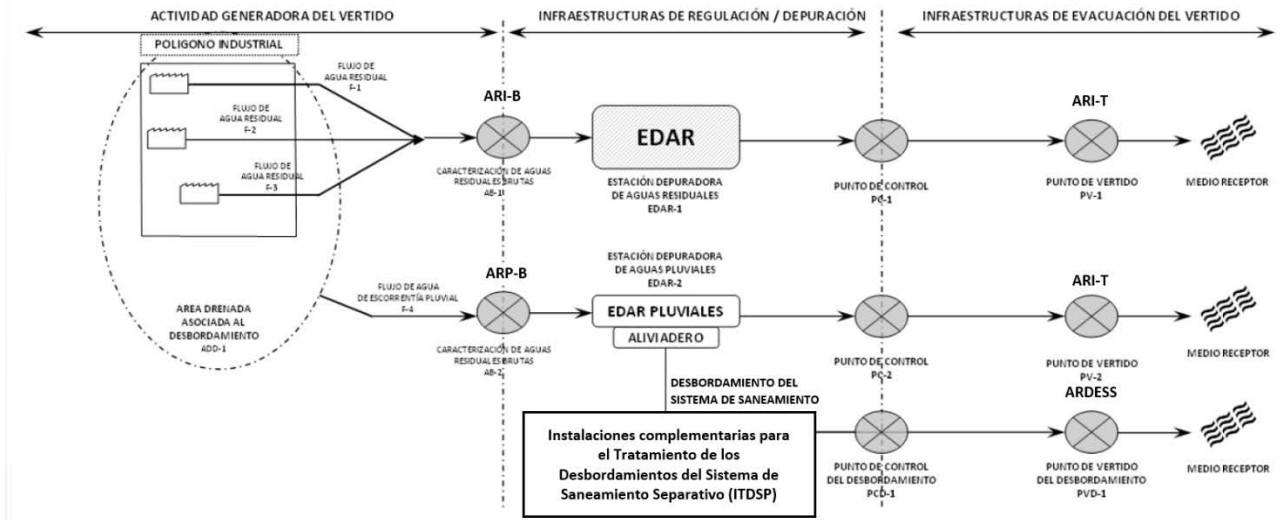 ACTIVIDAD GENERADORA DEL VERTIDO
INFRAESTRUCTURAS DE REGULACIÓN / DEPURACIÓN
INFRAESTRUCTURAS DE EVACUACIÓN DEL VERTIDO
POLIGONO INDUSTRIAL
FLUJO DE
AGUA RESIDUAL
F-1
FLUJO DE
AGUA RESIDUAL
F-2
FLUJO DE
AGUA RESIDUAL
F-3
ARI-B
CARACTERIZACIÓN DE AGUAS
RESIDUALES BRUTAS
AB-1
EDAR
ESTACIÓN DEPURADORA
DE AGUAS RESIDUALES
EDAR-1
PUNTO DE CONTROL
PC-1
ARI-T
PUNTO DE VERTIDO
PV-1
MEDIO RECEPTOR
AREA DRENADA
ASOCIADA AL
DESBORDAMIENTO
ADD-1
FLUJO DE AGUA
DE ESCORRENTÍA PLUVIAL
F-4
ARP-B
CARACTERIZACIÓN DE AGUAS
RESIDUALES BRUTAS
AB-2
ESTACIÓN DEPURADORA
DE AGUAS PLUVIALES
EDAR-2
EDAR PLUVIALES
ALIVIADERO
PUNTO DE CONTROL
PC-2
ARI-T
PUNTO DE VERTIDO
PV-2
MEDIO RECEPTOR
DESBORDAMIENTO DEL
SISTEMA DE SANEAMIENTO
Instalaciones complementarias para
el Tratamiento de los
Desbordamientos del Sistema de
Saneamiento Separativo (ITDSP)
PUNTO DE CONTROL
DEL DESBORDAMIENTO
PCD-1
ARDESS
PUNTO DE VERTIDO
DEL DESBORDAMIENTO
PVD-1
MEDIO RECEPTOR